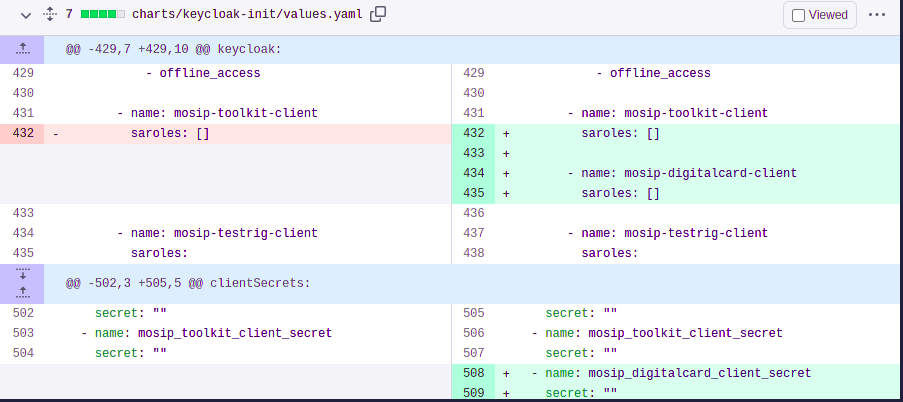 7 charts/keycloak-init/values.yaml Viewed
@@ -429,7 +429,10 @@ keycloak:
429 - offline_access 429 - offline_access
430 430
431 - name: mosip-toolkit-client 431 - name: mosip-toolkit-client
432 - saroles: [] 432 + saroles: []
433 +
434 + - name: mosip-digitalcard-client
435 + saroles: []
433 436
434 - name: mosip-testrig-client 437 - name: mosip-testrig-client
435 saroles: 438 saroles:
@@ -502,3 +505,5 @@ clientSecrets:
502 secret: "" 505 secret: ""
503 - name: mosip_toolkit_client_secret 506 - name: mosip_toolkit_client_secret
504 secret: "" 507 secret: ""
508 + - name: mosip_digitalcard_client_secret
509 + secret: ""